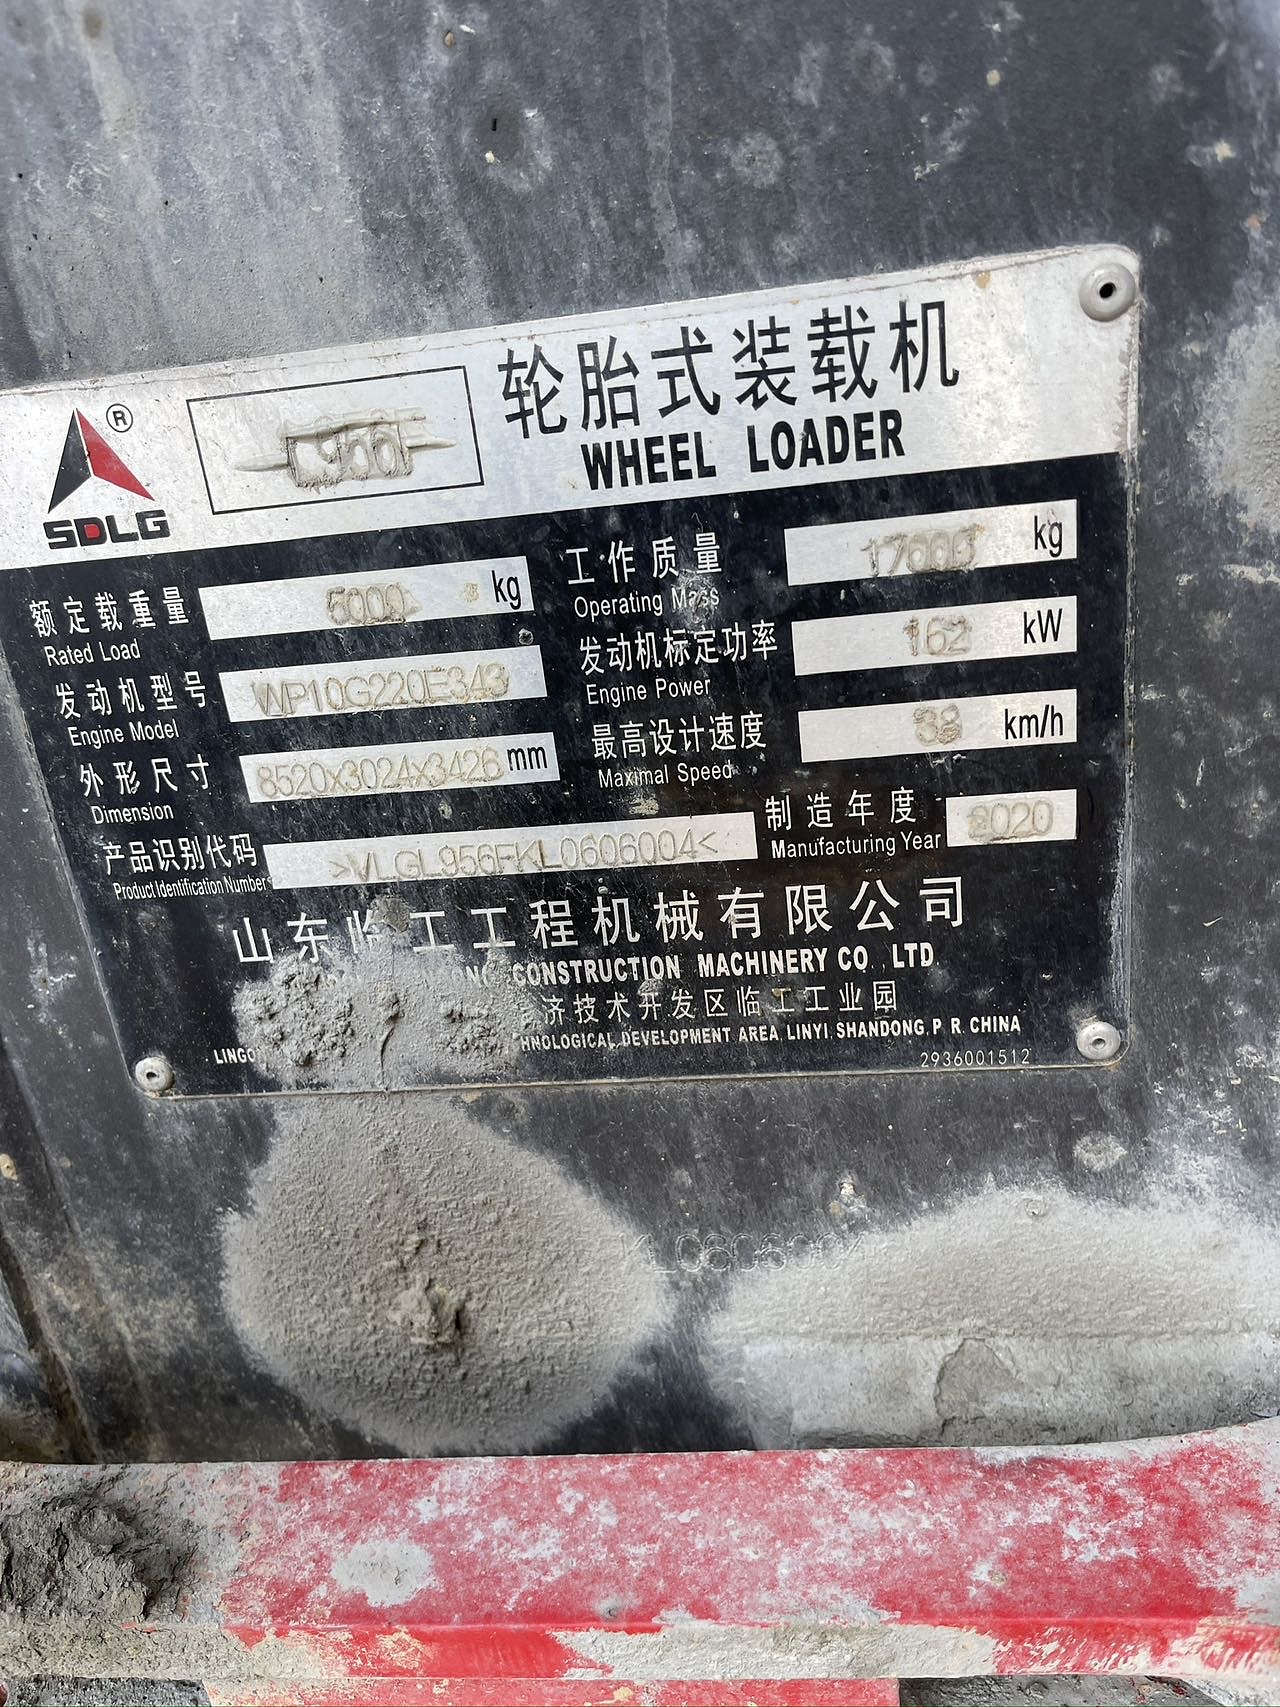 ®
SDLG
L956F
轮胎式装载机
WHEEL LOADER
额定载重量 5000 kg
Rated Load
工作质量 17000 kg
Operating Mass
发动机型号 WP10G220E343
Engine Model
发动机标定功率 162 kW
Engine Power
外形尺寸 8520x3024x3426 mm
Dimension
最高设计速度 38 km/h
Maximal Speed
产品识别代码 >VLGL956FKL0606004<
Product Identification Number
制造年度 2020
Manufacturing Year
山东临工工程机械有限公司
CONSTRUCTION MACHINERY CO., LTD.
济技术开发区临工工业园
DEVELOPMENT AREA, LINYI, SHANDONG, P. R. CHINA
2936001512
KL0606004